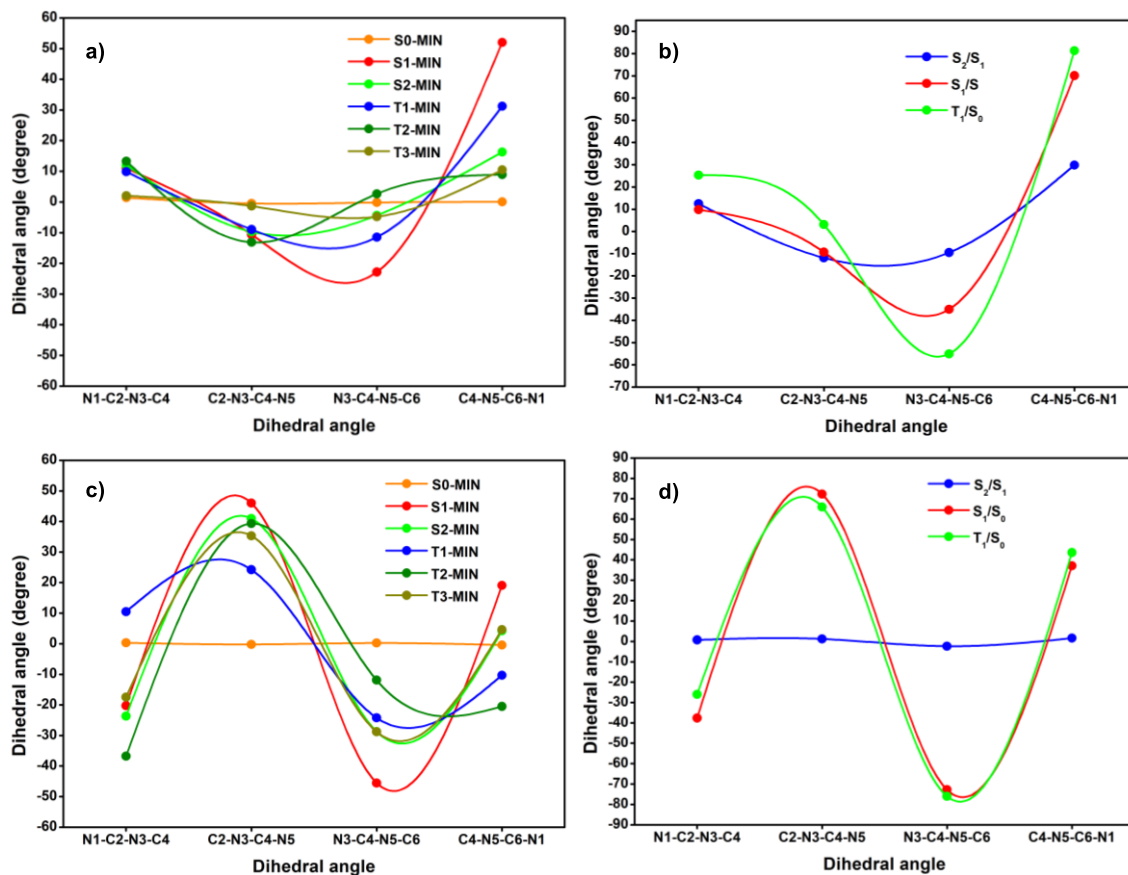 a)
Dihedral angle (degree)
60
50
40
30
20
10
0
-10
-20
-30
-40
-50
-60
S0-MIN
S1-MIN
S2-MIN
T1-MIN
T2-MIN
T3-MIN
N1-C2-N3-C4 C2-N3-C4-N5 N3-C4-N5-C6 C4-N5-C6-N1
Dihedral angle
b)
Dihedral angle (degree)
90
80
70
60
50
40
30
20
10
0
-10
-20
-30
-40
-50
-60
-70
S₂/S₁
S₁/S
T₁/S₀
N1-C2-N3-C4 C2-N3-C4-N5 N3-C4-N5-C6 C4-N5-C6-N1
Dihedral angle
c)
Dihedral angle (degree)
60
50
40
30
20
10
0
-10
-20
-30
-40
-50
-60
S0-MIN
S1-MIN
S2-MIN
T1-MIN
T2-MIN
T3-MIN
N1-C2-N3-C4 C2-N3-C4-N5 N3-C4-N5-C6 C4-N5-C6-N1
Dihedral angle
d)
Dihedral angle (degree)
90
80
70
60
50
40
30
20
10
0
-10
-20
-30
-40
-50
-60
-70
-80
-90
S₂/S₁
S₁/S₀
T₁/S₀
N1-C2-N3-C4 C2-N3-C4-N5 N3-C4-N5-C6 C4-N5-C6-N1
Dihedral angle